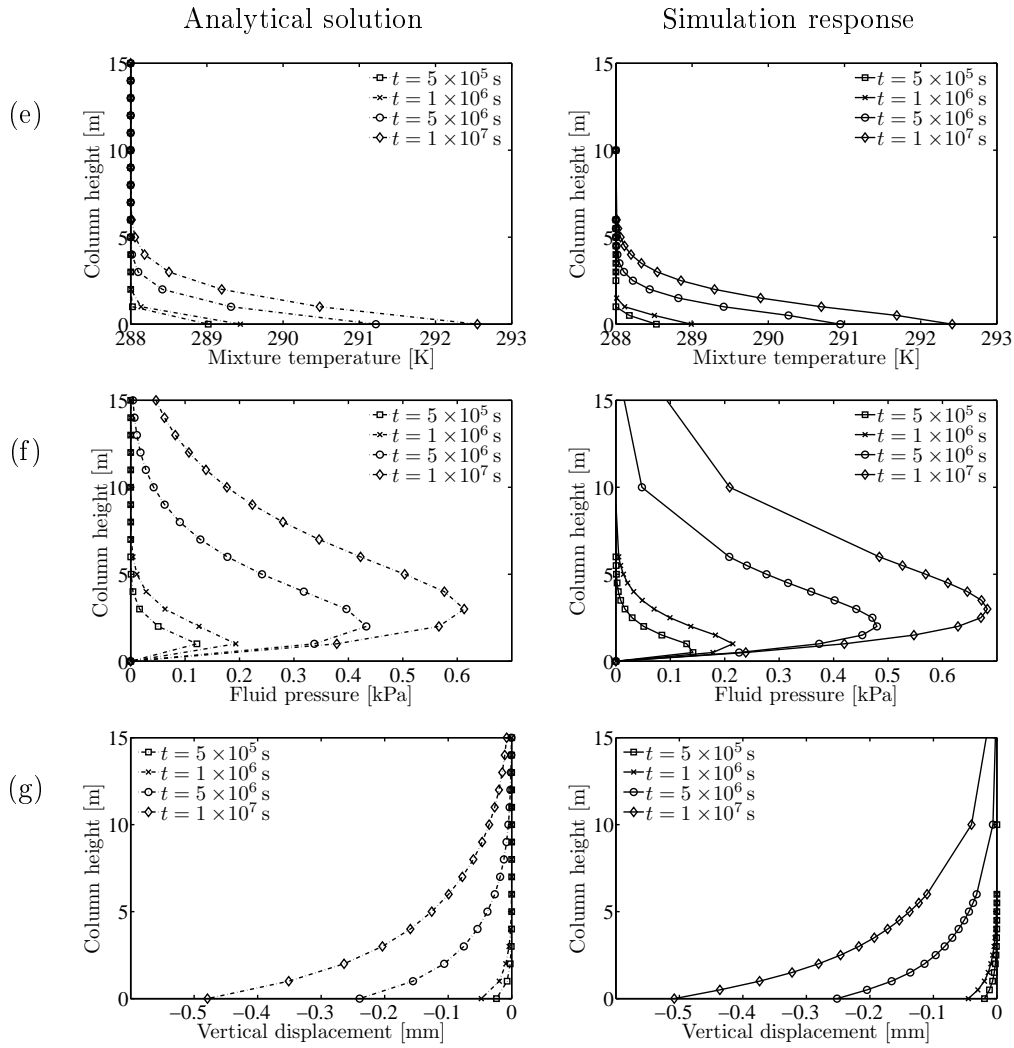 Analytical solution
Simulation response
(e)
Column height [m]
15
10
5
0
t = 5 × 10⁵ s
t = 1 × 10⁶ s
t = 5 × 10⁶ s
t = 1 × 10⁷ s
288 289 290 291 292 293
Mixture temperature [K]
Column height [m]
15
10
5
0
t = 5 × 10⁵ s
t = 1 × 10⁶ s
t = 5 × 10⁶ s
t = 1 × 10⁷ s
288 289 290 291 292 293
Mixture temperature [K]
(f)
Column height [m]
15
10
5
0
t = 5 × 10⁵ s
t = 1 × 10⁶ s
t = 5 × 10⁶ s
t = 1 × 10⁷ s
0 0.1 0.2 0.3 0.4 0.5 0.6
Fluid pressure [kPa]
Column height [m]
15
10
5
0
t = 5 × 10⁵ s
t = 1 × 10⁶ s
t = 5 × 10⁶ s
t = 1 × 10⁷ s
0 0.1 0.2 0.3 0.4 0.5 0.6
Fluid pressure [kPa]
(g)
Column height [m]
15
10
5
0
t = 5 × 10⁵ s
t = 1 × 10⁶ s
t = 5 × 10⁶ s
t = 1 × 10⁷ s
−0.5 −0.4 −0.3 −0.2 −0.1 0
Vertical displacement [mm]
Column height [m]
15
10
5
0
t = 5 × 10⁵ s
t = 1 × 10⁶ s
t = 5 × 10⁶ s
t = 1 × 10⁷ s
−0.5 −0.4 −0.3 −0.2 −0.1 0
Vertical displacement [mm]